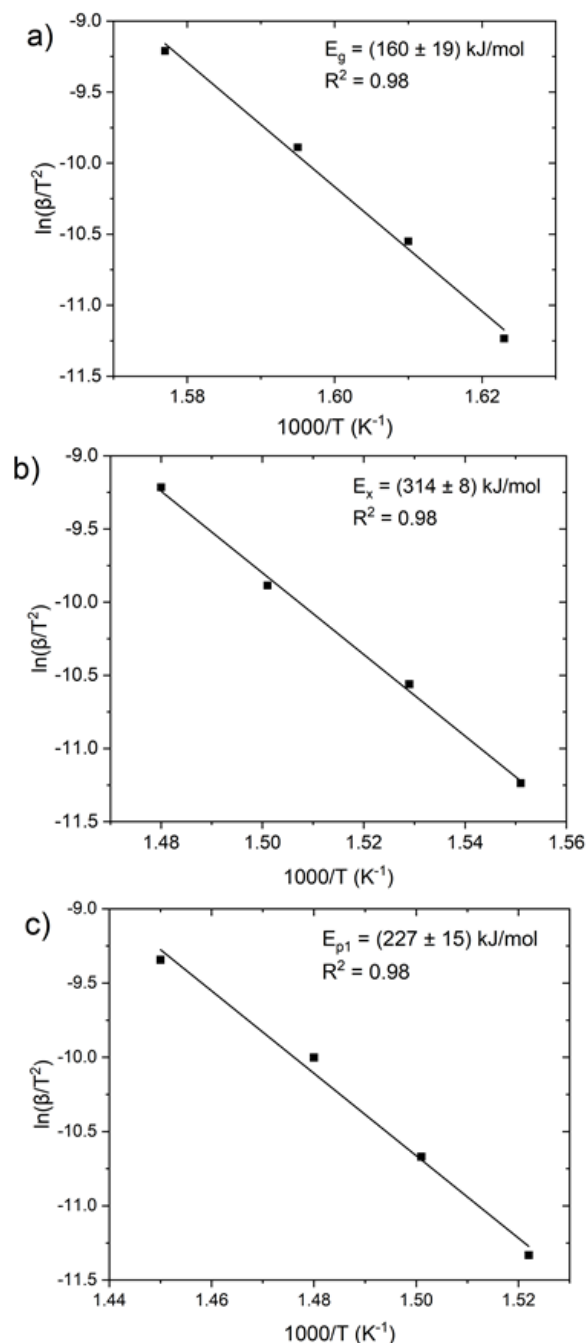 a)
E_g = (160 ± 19) kJ/mol
R² = 0.98
ln(β/T²)
-9.0
-9.5
-10.0
-10.5
-11.0
-11.5
1.58
1.60
1.62
1000/T (K⁻¹)
b)
E_x = (314 ± 8) kJ/mol
R² = 0.98
ln(β/T²)
-9.0
-9.5
-10.0
-10.5
-11.0
-11.5
1.48
1.50
1.52
1.54
1.56
1000/T (K⁻¹)
c)
E_p1 = (227 ± 15) kJ/mol
R² = 0.98
ln(β/T²)
-9.0
-9.5
-10.0
-10.5
-11.0
-11.5
1.44
1.46
1.48
1.50
1.52
1000/T (K⁻¹)